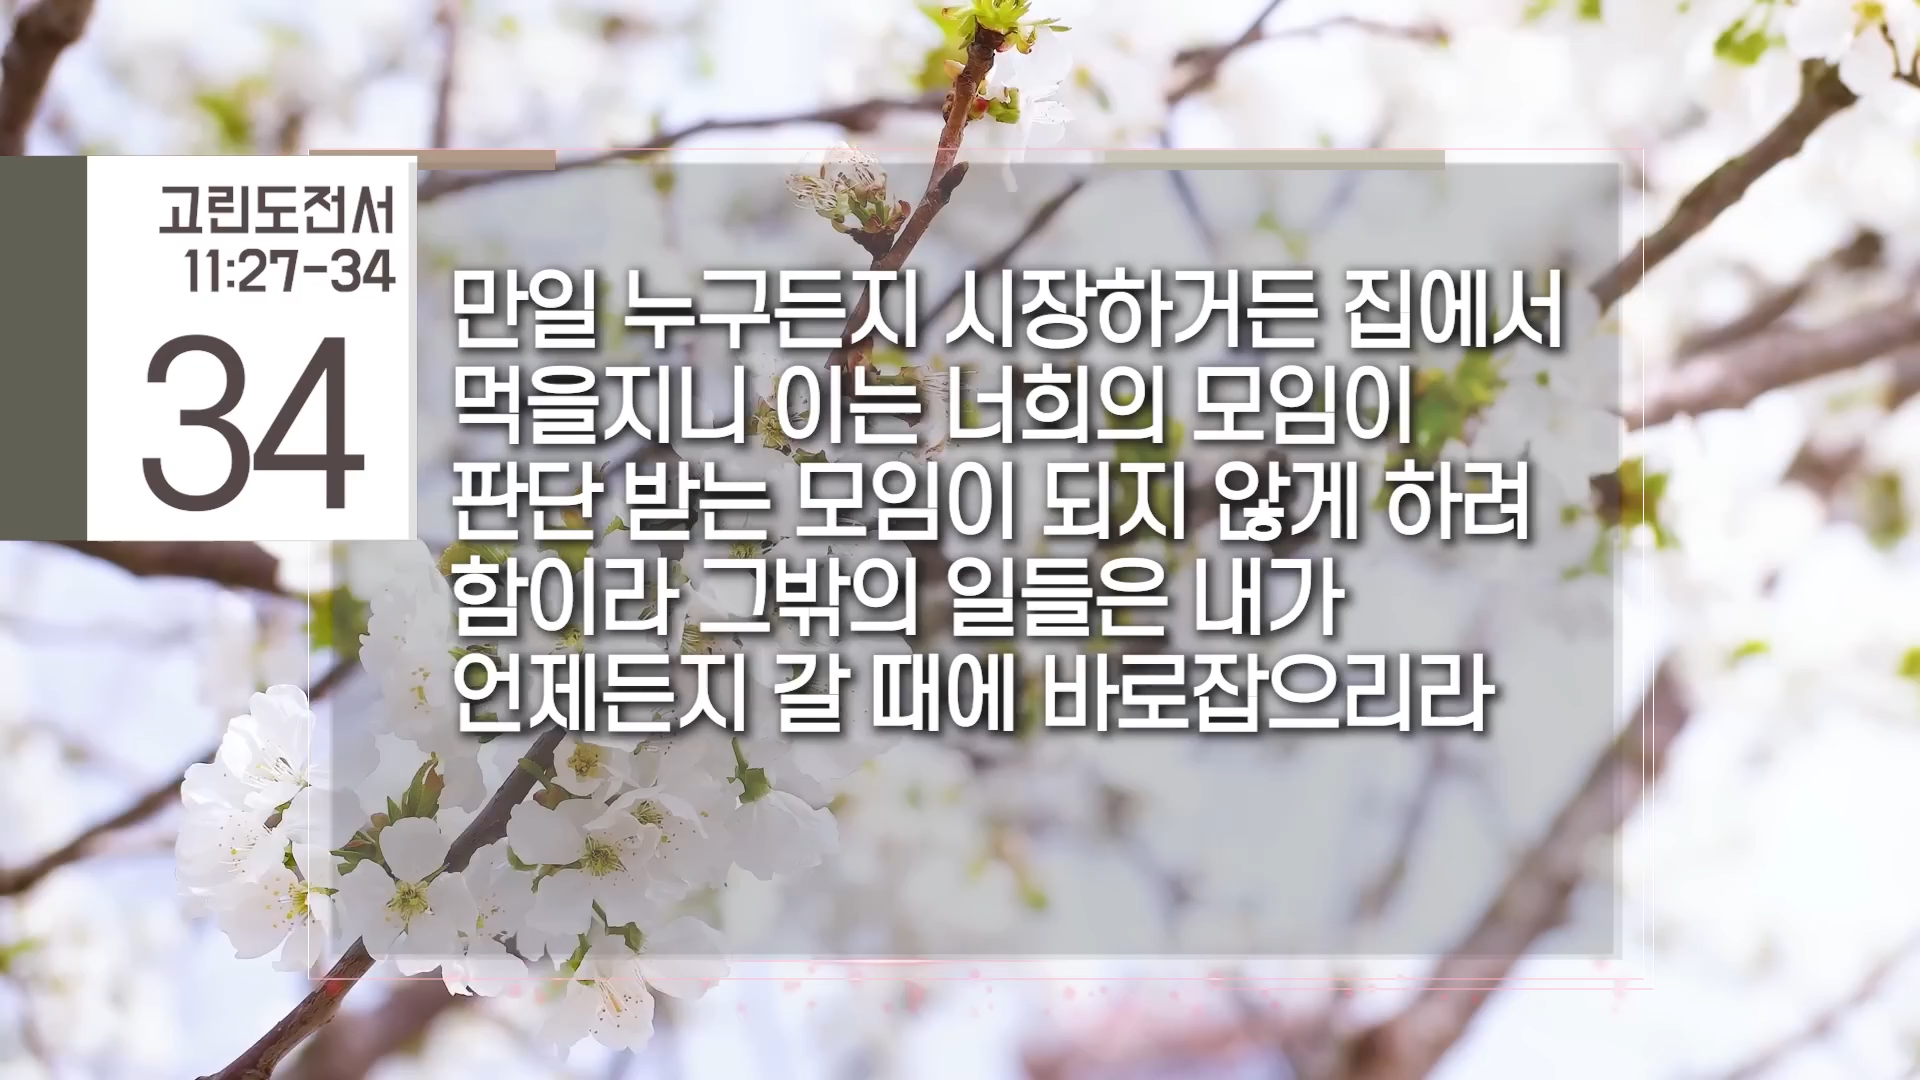 고린도전서
11:27-34
34
만일 누구든지 시장하거든 집에서
먹을지니 이는 너희의 모임이
판단 받는 모임이 되지 않게 하려
함이라 그밖의 일들은 내가
언제든지 갈 때에 바로잡으리라